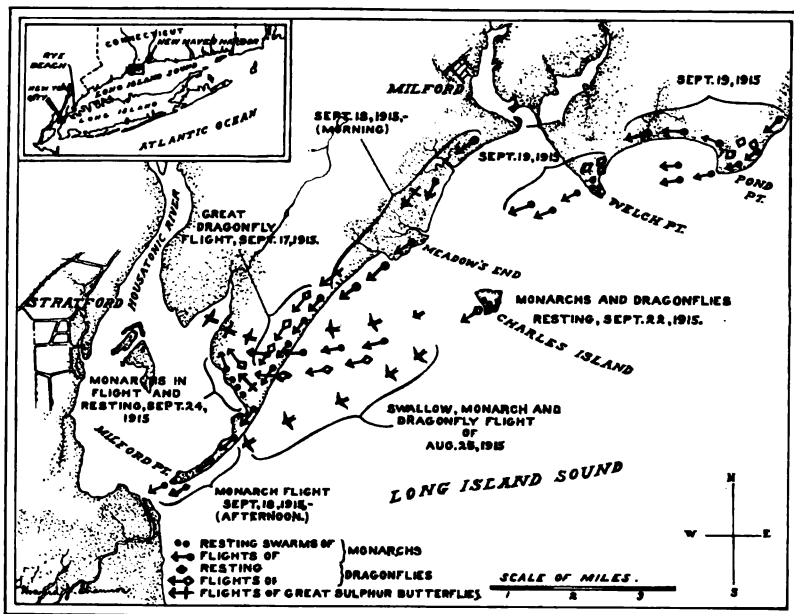 CONNECTICUT
NEW HAVEN HARBOR
RYE
BEACH
NEW YORK
CITY
LONG ISLAND SOUND
LONG ISLAND
ATLANTIC OCEAN
MILFORD
SEPT. 19, 1915
SEPT. 18, 1915,-
(MORNING)
SEPT. 19, 1915
POND
PT.
WELCH PT.
HOUSATONIC RIVER
GREAT
DRAGONFLY
FLIGHT, SEPT. 17, 1915.
MEADOW'S END
STRATFORD
MONARCHS AND DRAGONFLIES
RESTING, SEPT. 22, 1915.
CHARLES ISLAND
MONARCHS IN
FLIGHT AND
RESTING, SEPT. 24,
1915
SWALLOW, MONARCH AND
DRAGONFLY FLIGHT
OF
AUG. 25, 1915
MILFORD PT.
MONARCH FLIGHT
SEPT. 18, 1915,-
(AFTERNOON.)
LONG ISLAND SOUND
N
W E
S
RESTING SWARMS OF
FLIGHTS OF
MONARCHS
RESTING
FLIGHTS OF
DRAGONFLIES
FLIGHTS OF GREAT SULPHUR BUTTERFLIES
SCALE OF MILES.
1 2 3